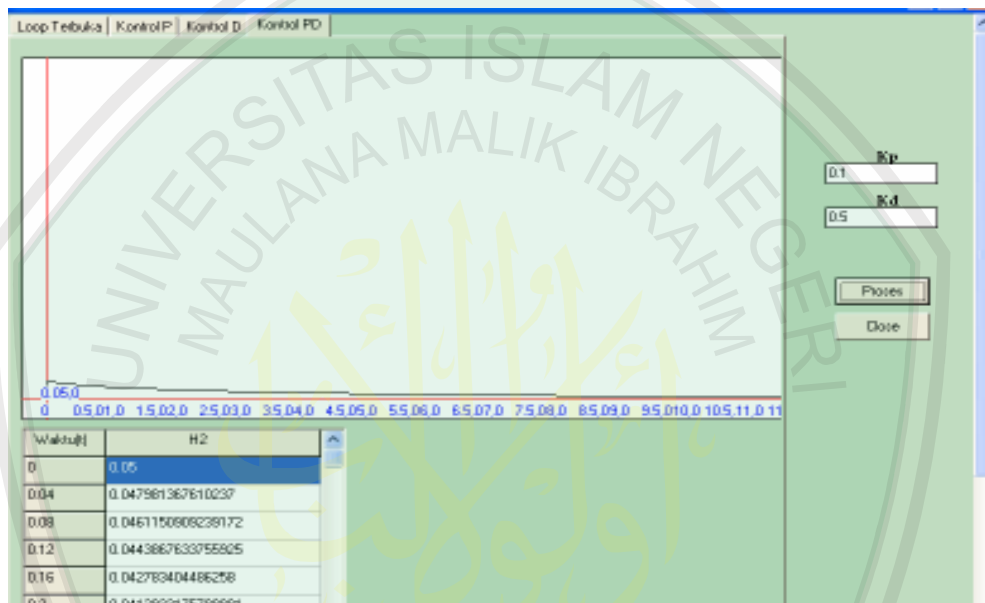 Loop Terbuka Kontrol P Kontrol D Kontrol PD
UNIVERSITAS ISLAM NEGERI
MAULANA MALIK IBRAHIM
Kp
0.1
Kd
0.5
Proses
Close
0.05,0
0 0.5,01,0 1.5,02,0 2.5,03,0 3.5,04,0 4.5,05,0 5.5,06,0 6.5,07,0 7.5,08,0 8.5,09,0 9.5,010,0 10.5,11,0 11
Waktu(t) H2
0 0.05
0.04 0.047981367610237
0.08 0.0461150909239172
0.12 0.0443867633755925
0.16 0.042783404486258